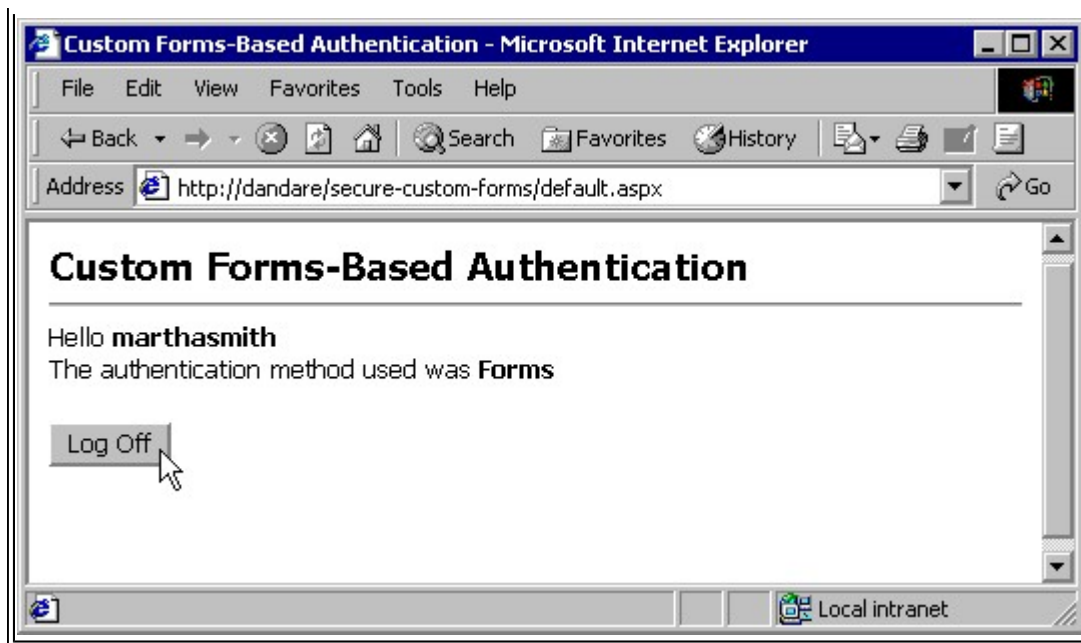 Custom Forms-Based Authentication - Microsoft Internet Explorer
File Edit View Favorites Tools Help
Back Search Favorites History
Address http://dandare/secure-custom-forms/default.aspx Go
Custom Forms-Based Authentication
Hello marthasmith
The authentication method used was Forms
Log Off
Local intranet